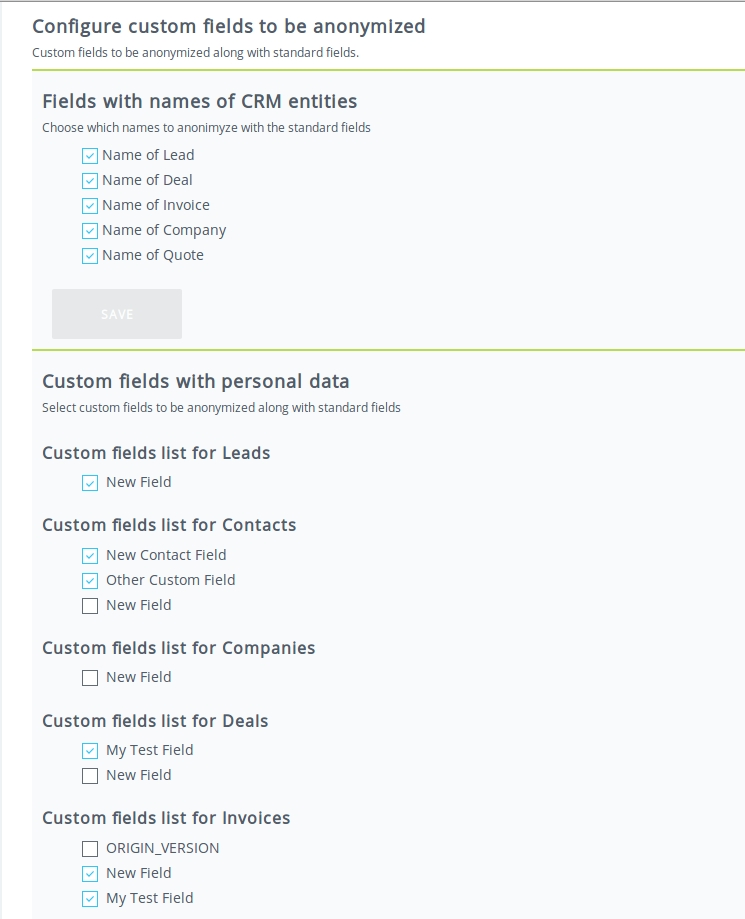 Configure custom fields to be anonymized
Custom fields to be anonymized along with standard fields.
Fields with names of CRM entities
Choose which names to anonimyze with the standard fields
Name of Lead
Name of Deal
Name of Invoice
Name of Company
Name of Quote
SAVE
Custom fields with personal data
Select custom fields to be anonymized along with standard fields
Custom fields list for Leads
New Field
Custom fields list for Contacts
New Contact Field
Other Custom Field
New Field
Custom fields list for Companies
New Field
Custom fields list for Deals
My Test Field
New Field
Custom fields list for Invoices
ORIGIN_VERSION
New Field
My Test Field